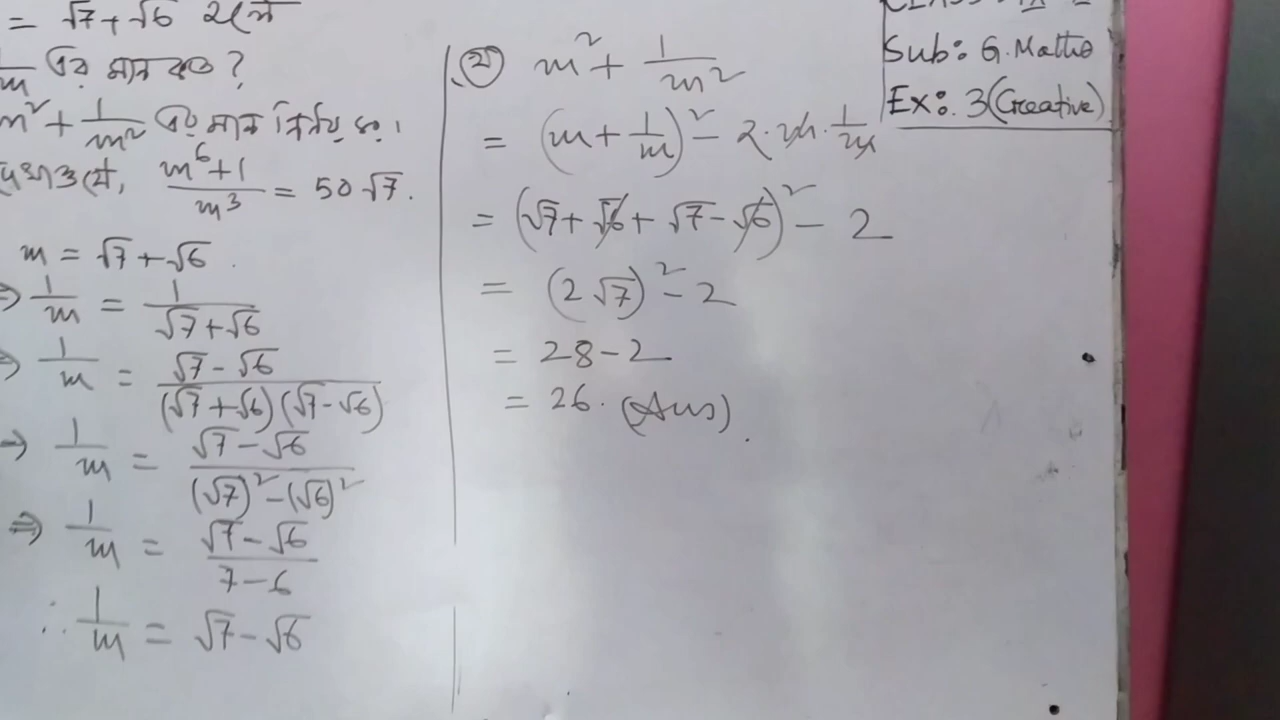 = √7+√6 হলে
1/m এর মান কত?
m² + 1/m² এর মান নির্ণয় কর।
যে, (m⁶+1)/m³ = 50√7.
m = √7+√6.
⇒ 1/m = 1/(√7+√6)
⇒ 1/m = (√7-√6)/((√7+√6)(√7-√6))
→ 1/m = (√7-√6)/((√7)²-(√6)²)
⇒ 1/m = (√7-√6)/(7-6)
∴ 1/m = √7-√6
m² + 1/m²
= (m + 1/m)² - 2·m·1/m
= (√7 + √6 + √7 - √6)² - 2
= (2√7)² - 2
= 28-2
= 26. (Ans).
Sub: G. Maths
Ex: 3 (Creative)